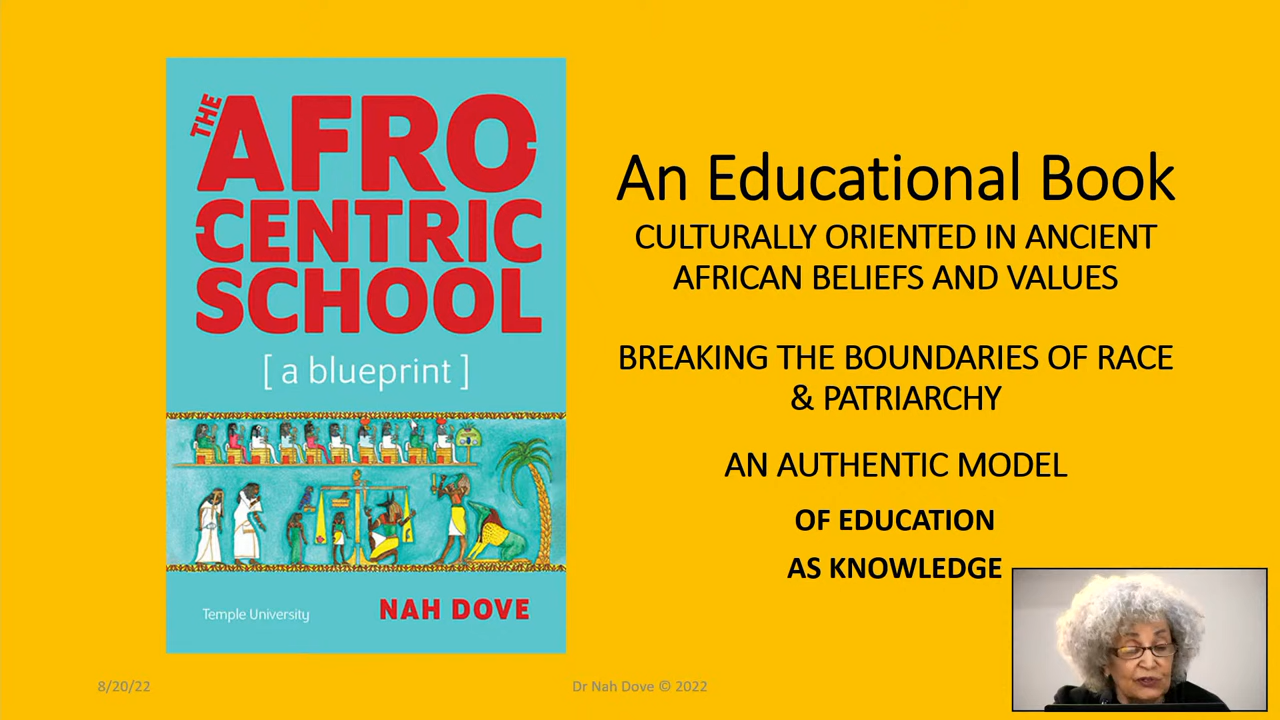 THE
AFRO
CENTRIC
SCHOOL
[ a blueprint ]
Temple University
NAH DOVE
An Educational Book
CULTURALLY ORIENTED IN ANCIENT
AFRICAN BELIEFS AND VALUES
BREAKING THE BOUNDARIES OF RACE
& PATRIARCHY
AN AUTHENTIC MODEL
OF EDUCATION
AS KNOWLEDGE
8/20/22
Dr Nah Dove © 2022